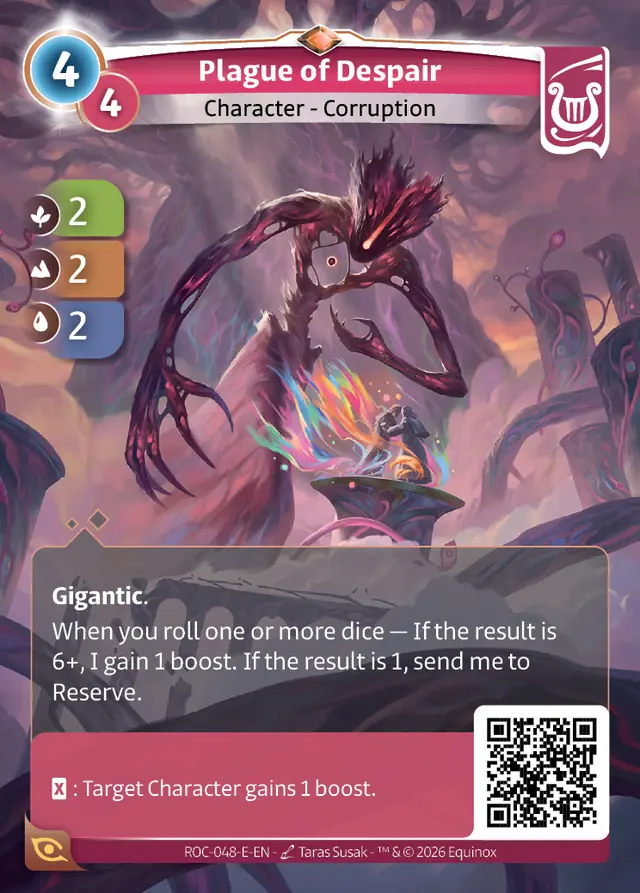 4
4
Plague of Despair
Character - Corruption
2
2
2
Gigantic.
When you roll one or more dice — If the result is
6+, I gain 1 boost. If the result is 1, send me to
Reserve.
X : Target Character gains 1 boost.
ROC-048-E-EN - Taras Susak - ™ & © 2026 Equinox